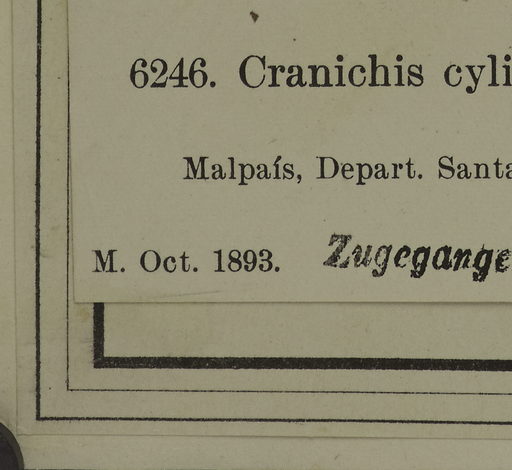 6246. Cranichis cyli
Malpaís, Depart. Santa
M. Oct. 1893. Zugegange